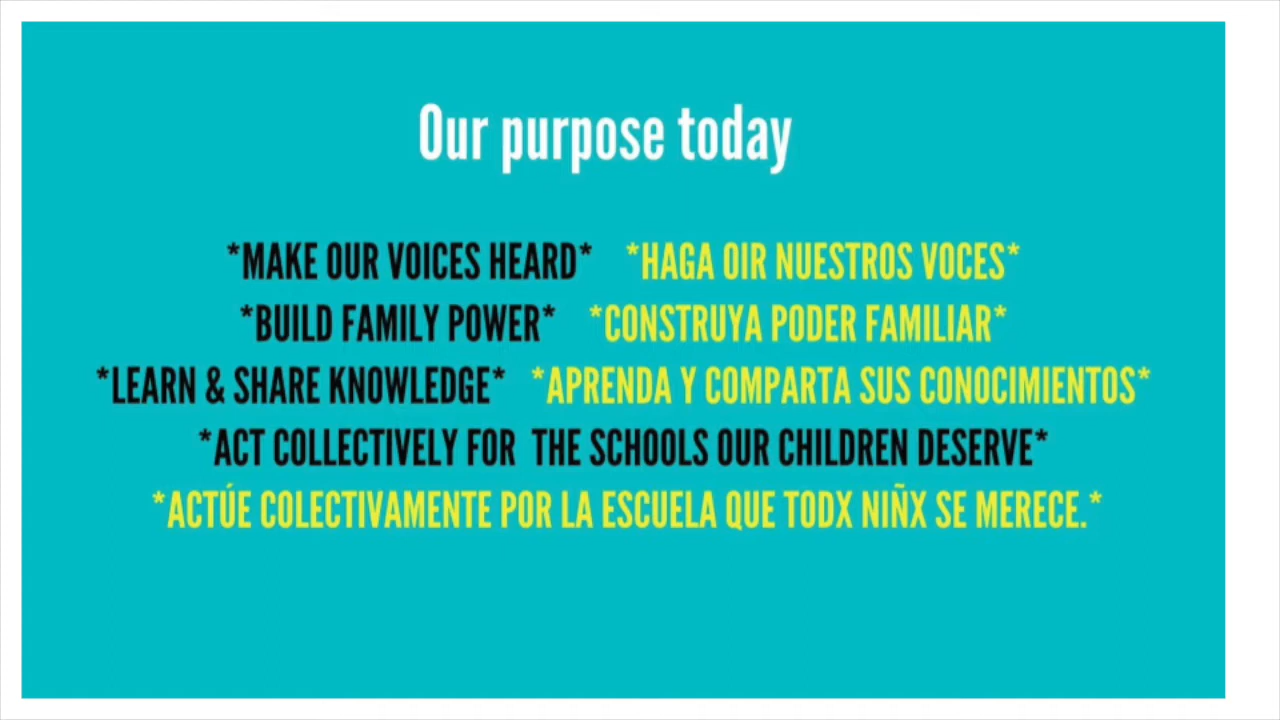 Our purpose today
*MAKE OUR VOICES HEARD* *HAGA OIR NUESTROS VOCES*
*BUILD FAMILY POWER* *CONSTRUYA PODER FAMILIAR*
*LEARN & SHARE KNOWLEDGE* *APRENDA Y COMPARTA SUS CONOCIMIENTOS*
*ACT COLLECTIVELY FOR THE SCHOOLS OUR CHILDREN DESERVE*
*ACTÚE COLECTIVAMENTE POR LA ESCUELA QUE TODX NIÑX SE MERECE.*